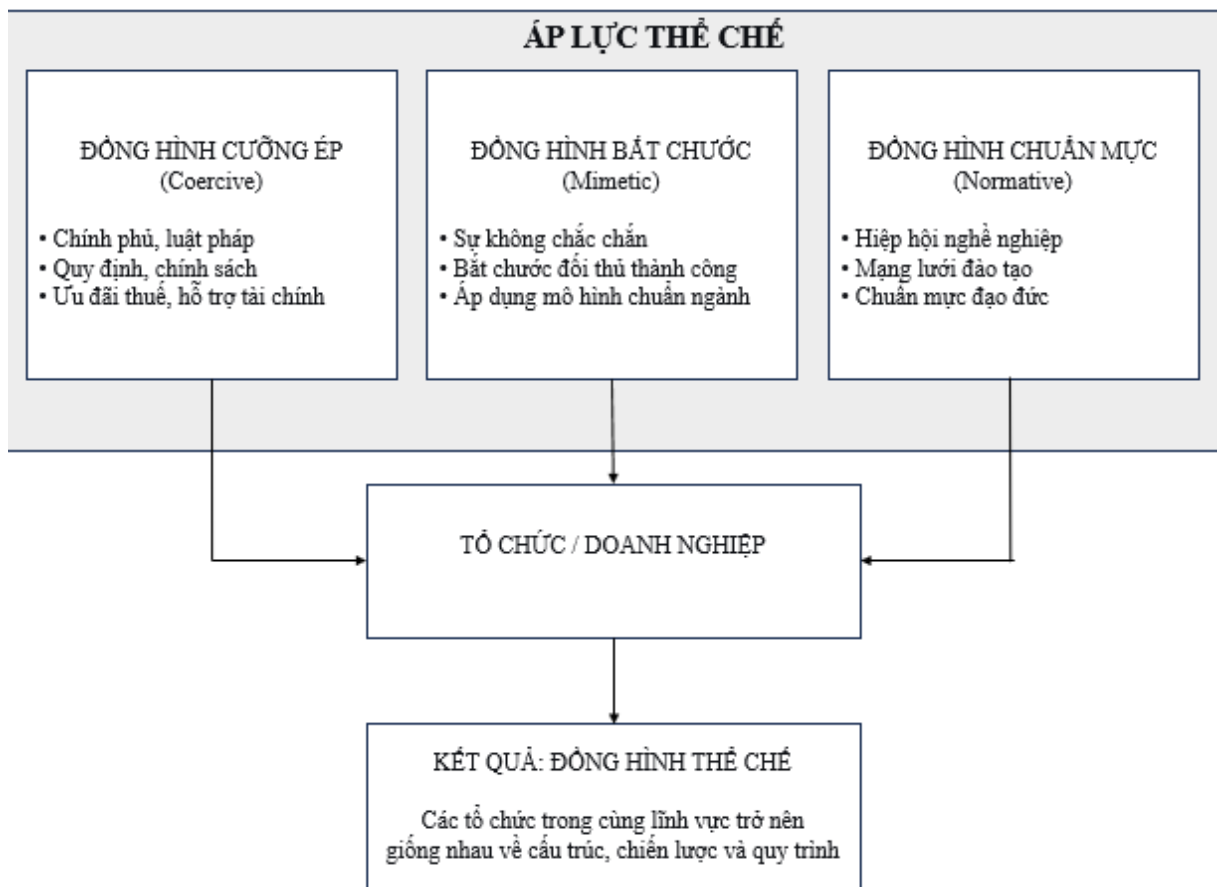 ÁP LỰC THỂ CHẾ
ĐỒNG HÌNH CƯỠNG ÉP
(Coercive)
• Chính phủ, luật pháp
• Quy định, chính sách
• Ưu đãi thuế, hỗ trợ tài chính
ĐỒNG HÌNH BẮT CHƯỚC
(Mimetic)
• Sự không chắc chắn
• Bắt chước đối thủ thành công
• Áp dụng mô hình chuẩn ngành
ĐỒNG HÌNH CHUẨN MỰC
(Normative)
• Hiệp hội nghề nghiệp
• Mạng lưới đào tạo
• Chuẩn mực đạo đức
TỔ CHỨC / DOANH NGHIỆP
KẾT QUẢ: ĐỒNG HÌNH THỂ CHẾ
Các tổ chức trong cùng lĩnh vực trở nên
giống nhau về cấu trúc, chiến lược và quy trình